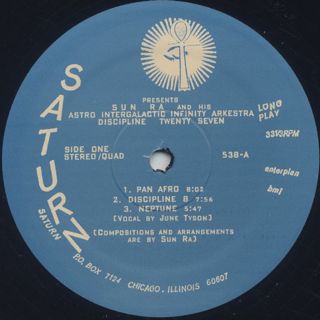 PRESENTS
SUN RA AND HIS
ASTRO INTERGALACTIC INFINITY ARKESTRA
DISCIPLINE TWENTY SEVEN
LONG
PLAY
33 1/3 RPM
SIDE ONE
STEREO/QUAD
538-A
enterplan
bmi
1. PAN AFRO 8:02
2. DISCIPLINE 8 7:56
3. NEPTUNE 5:47
(VOCAL BY JUNE TYSON)
(COMPOSITIONS AND ARRANGEMENTS
ARE BY SUN RA)
SATURN
SATURN
P.O. BOX 7124 CHICAGO, ILLINOIS 60607